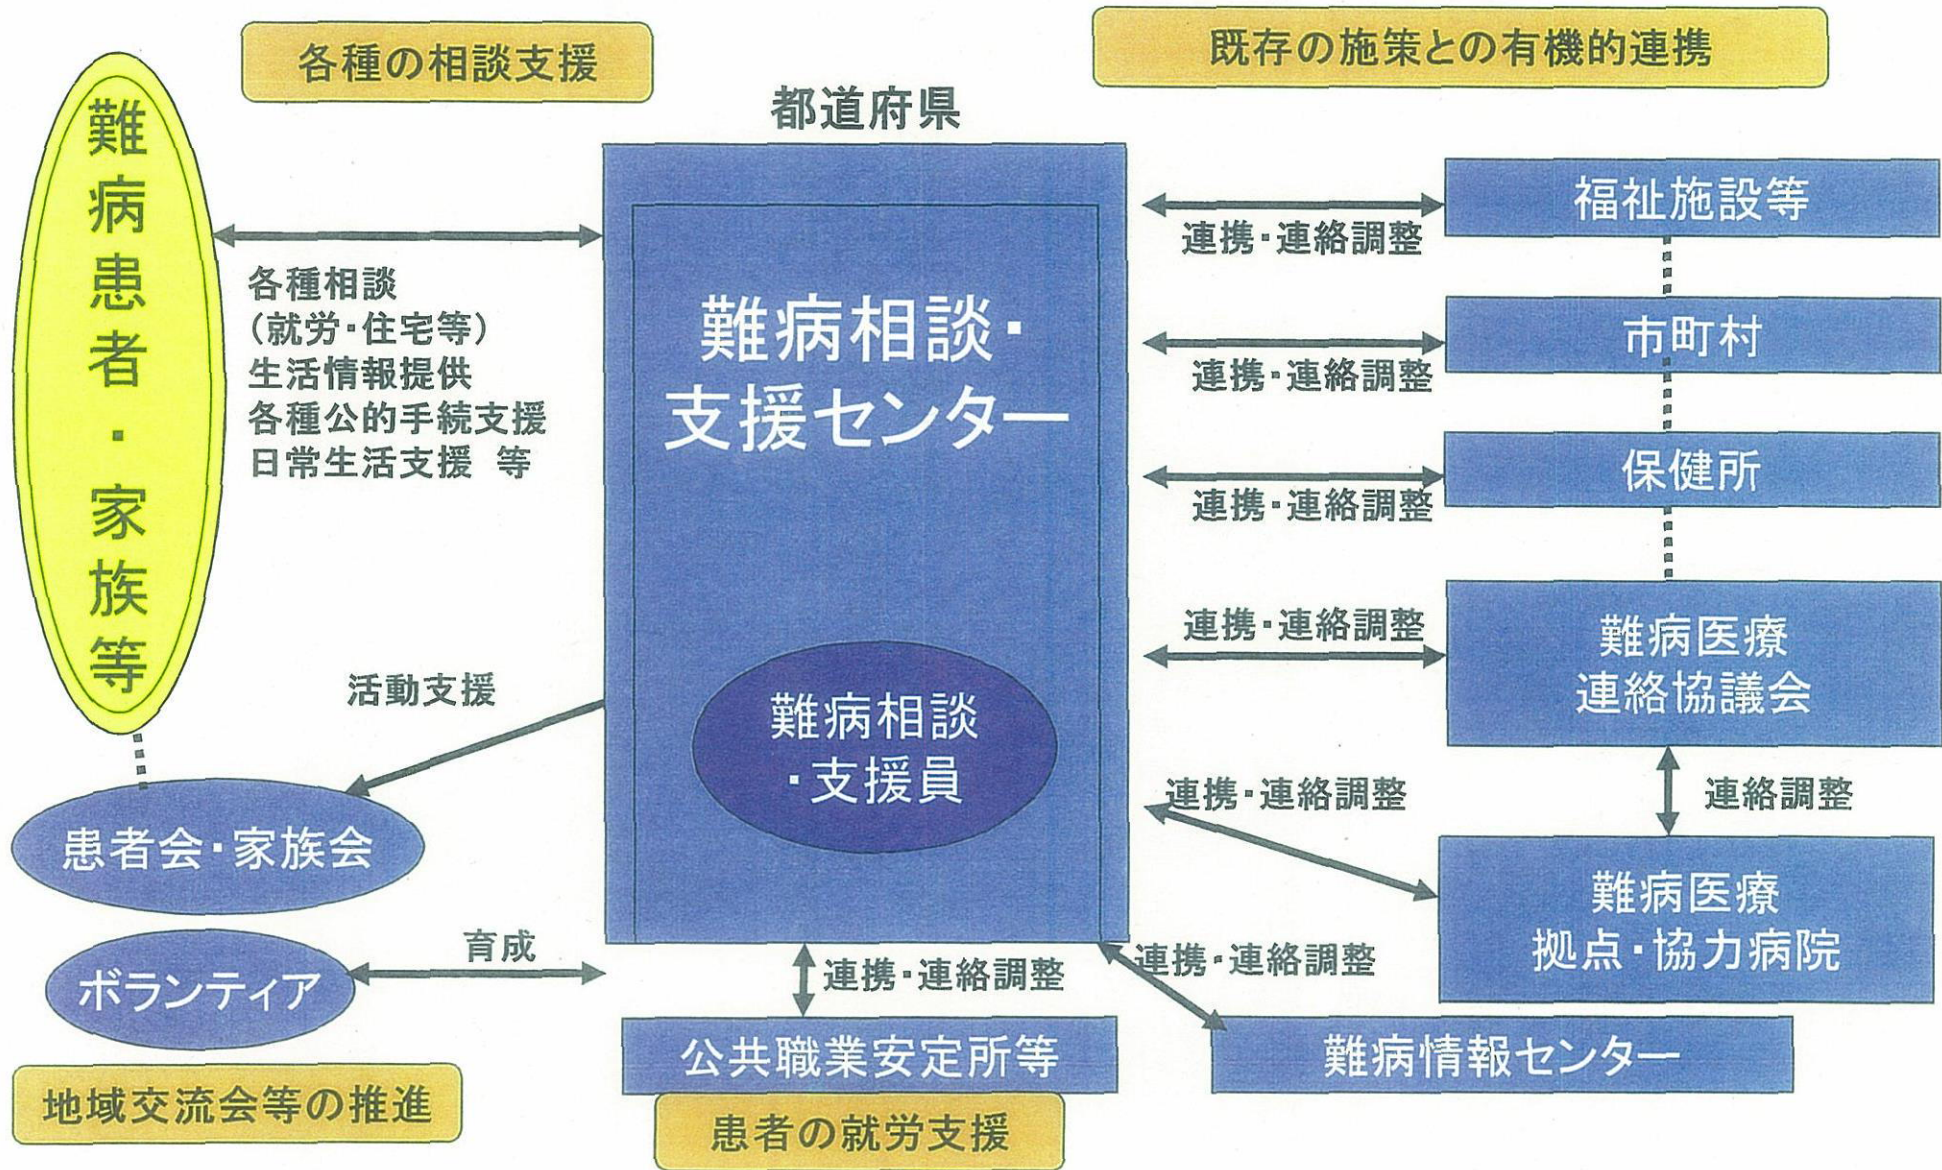 各種の相談支援
既存の施策との有機的連携
都道府県
難病患者・家族等
各種相談
(就労・住宅等)
生活情報提供
各種公的手続支援
日常生活支援 等
難病相談・
支援センター
難病相談
・支援員
連携・連絡調整
福祉施設等
連携・連絡調整
市町村
連携・連絡調整
保健所
連携・連絡調整
難病医療
連絡協議会
連絡調整
連携・連絡調整
難病医療
拠点・協力病院
活動支援
患者会・家族会
育成
ボランティア
地域交流会等の推進
連携・連絡調整
公共職業安定所等
患者の就労支援
連携・連絡調整
難病情報センター